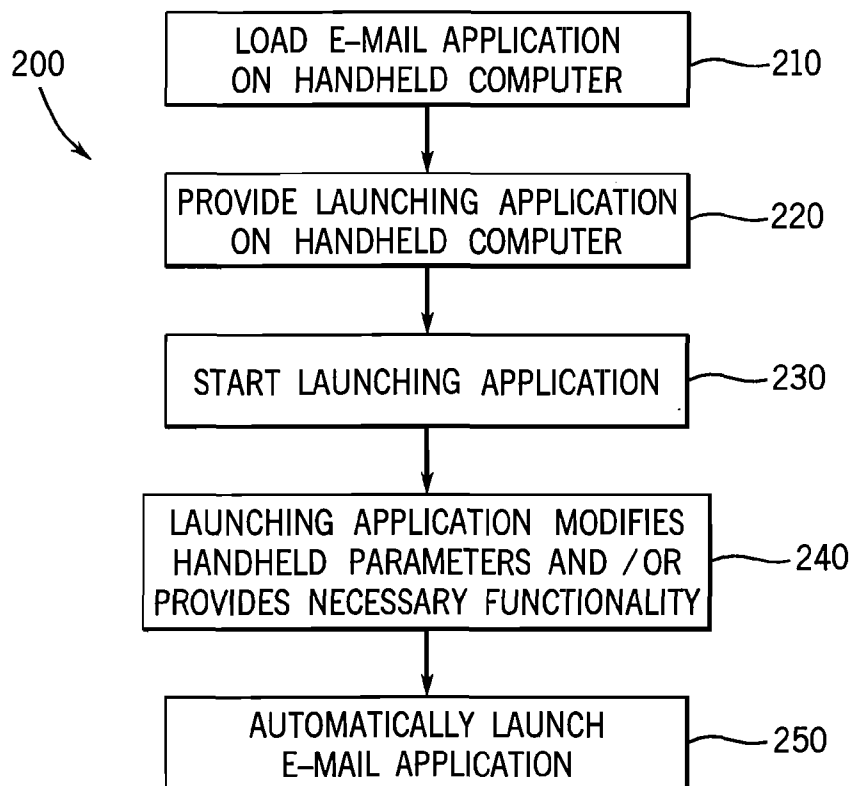 200
LOAD E-MAIL APPLICATION
ON HANDHELD COMPUTER
210
PROVIDE LAUNCHING APPLICATION
ON HANDHELD COMPUTER
220
START LAUNCHING APPLICATION
230
LAUNCHING APPLICATION MODIFIES
HANDHELD PARAMETERS AND /OR
PROVIDES NECESSARY FUNCTIONALITY
240
AUTOMATICALLY LAUNCH
E-MAIL APPLICATION
250